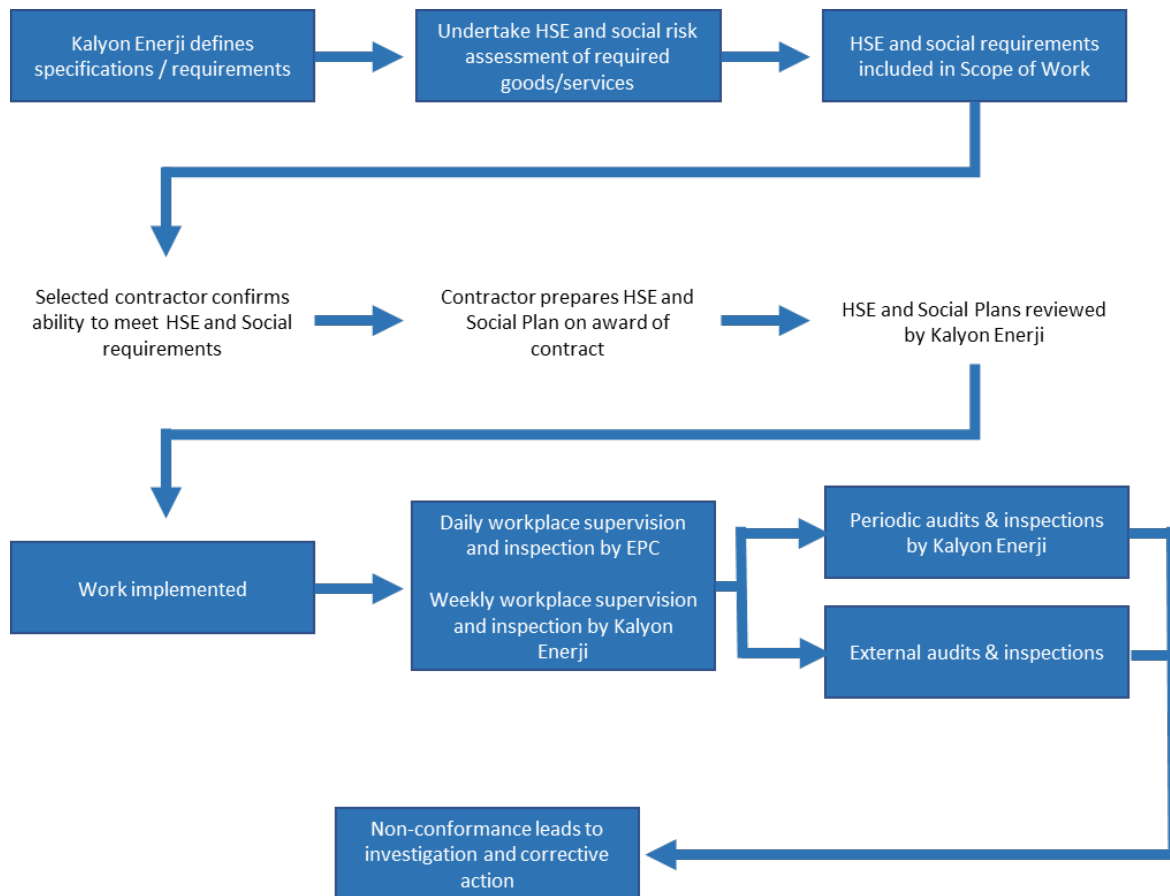 Kalyon Enerji defines
specifications / requirements
Undertake HSE and social risk
assessment of required
goods/services
HSE and social requirements
included in Scope of Work
Selected contractor confirms
ability to meet HSE and Social
requirements
Contractor prepares HSE and
Social Plan on award of
contract
HSE and Social Plans reviewed
by Kalyon Enerji
Work implemented
Daily workplace supervision
and inspection by EPC
Weekly workplace supervision
and inspection by Kalyon
Enerji
Periodic audits & inspections
by Kalyon Enerji
External audits & inspections
Non-conformance leads to
investigation and corrective
action